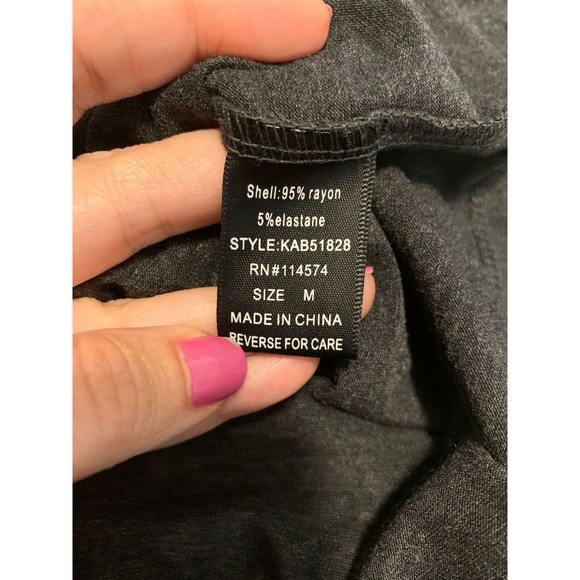 Shell:95% rayon
5%elastane
STYLE:KAB51828
RN#114574
SIZE M
MADE IN CHINA
REVERSE FOR CARE